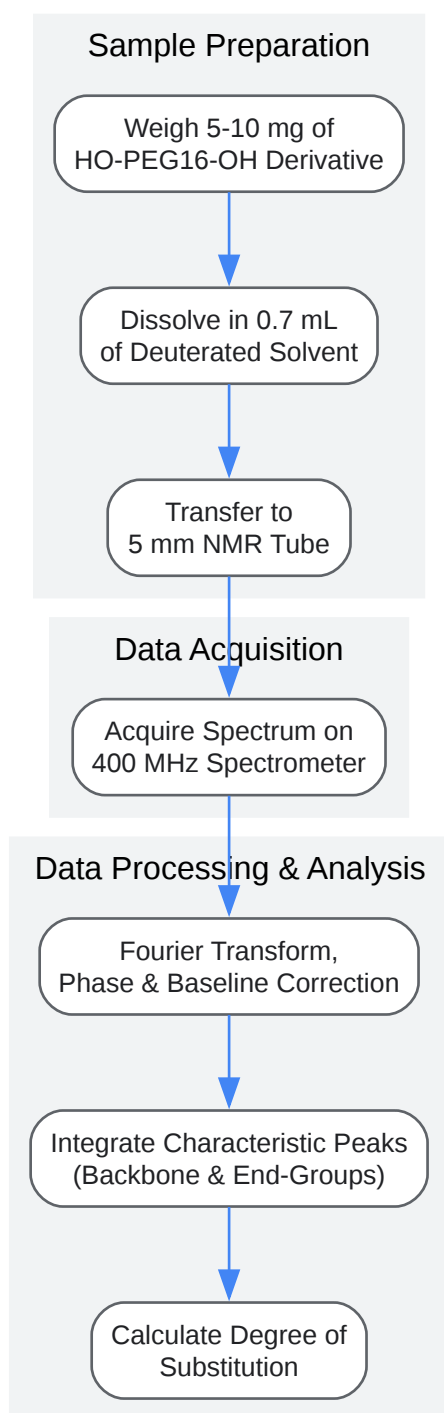 Sample Preparation
Weigh 5-10 mg of
HO-PEG16-OH Derivative
Dissolve in 0.7 mL
of Deuterated Solvent
Transfer to
5 mm NMR Tube
Data Acquisition
Acquire Spectrum on
400 MHz Spectrometer
Data Processing & Analysis
Fourier Transform,
Phase & Baseline Correction
Integrate Characteristic Peaks
(Backbone & End-Groups)
Calculate Degree of
Substitution